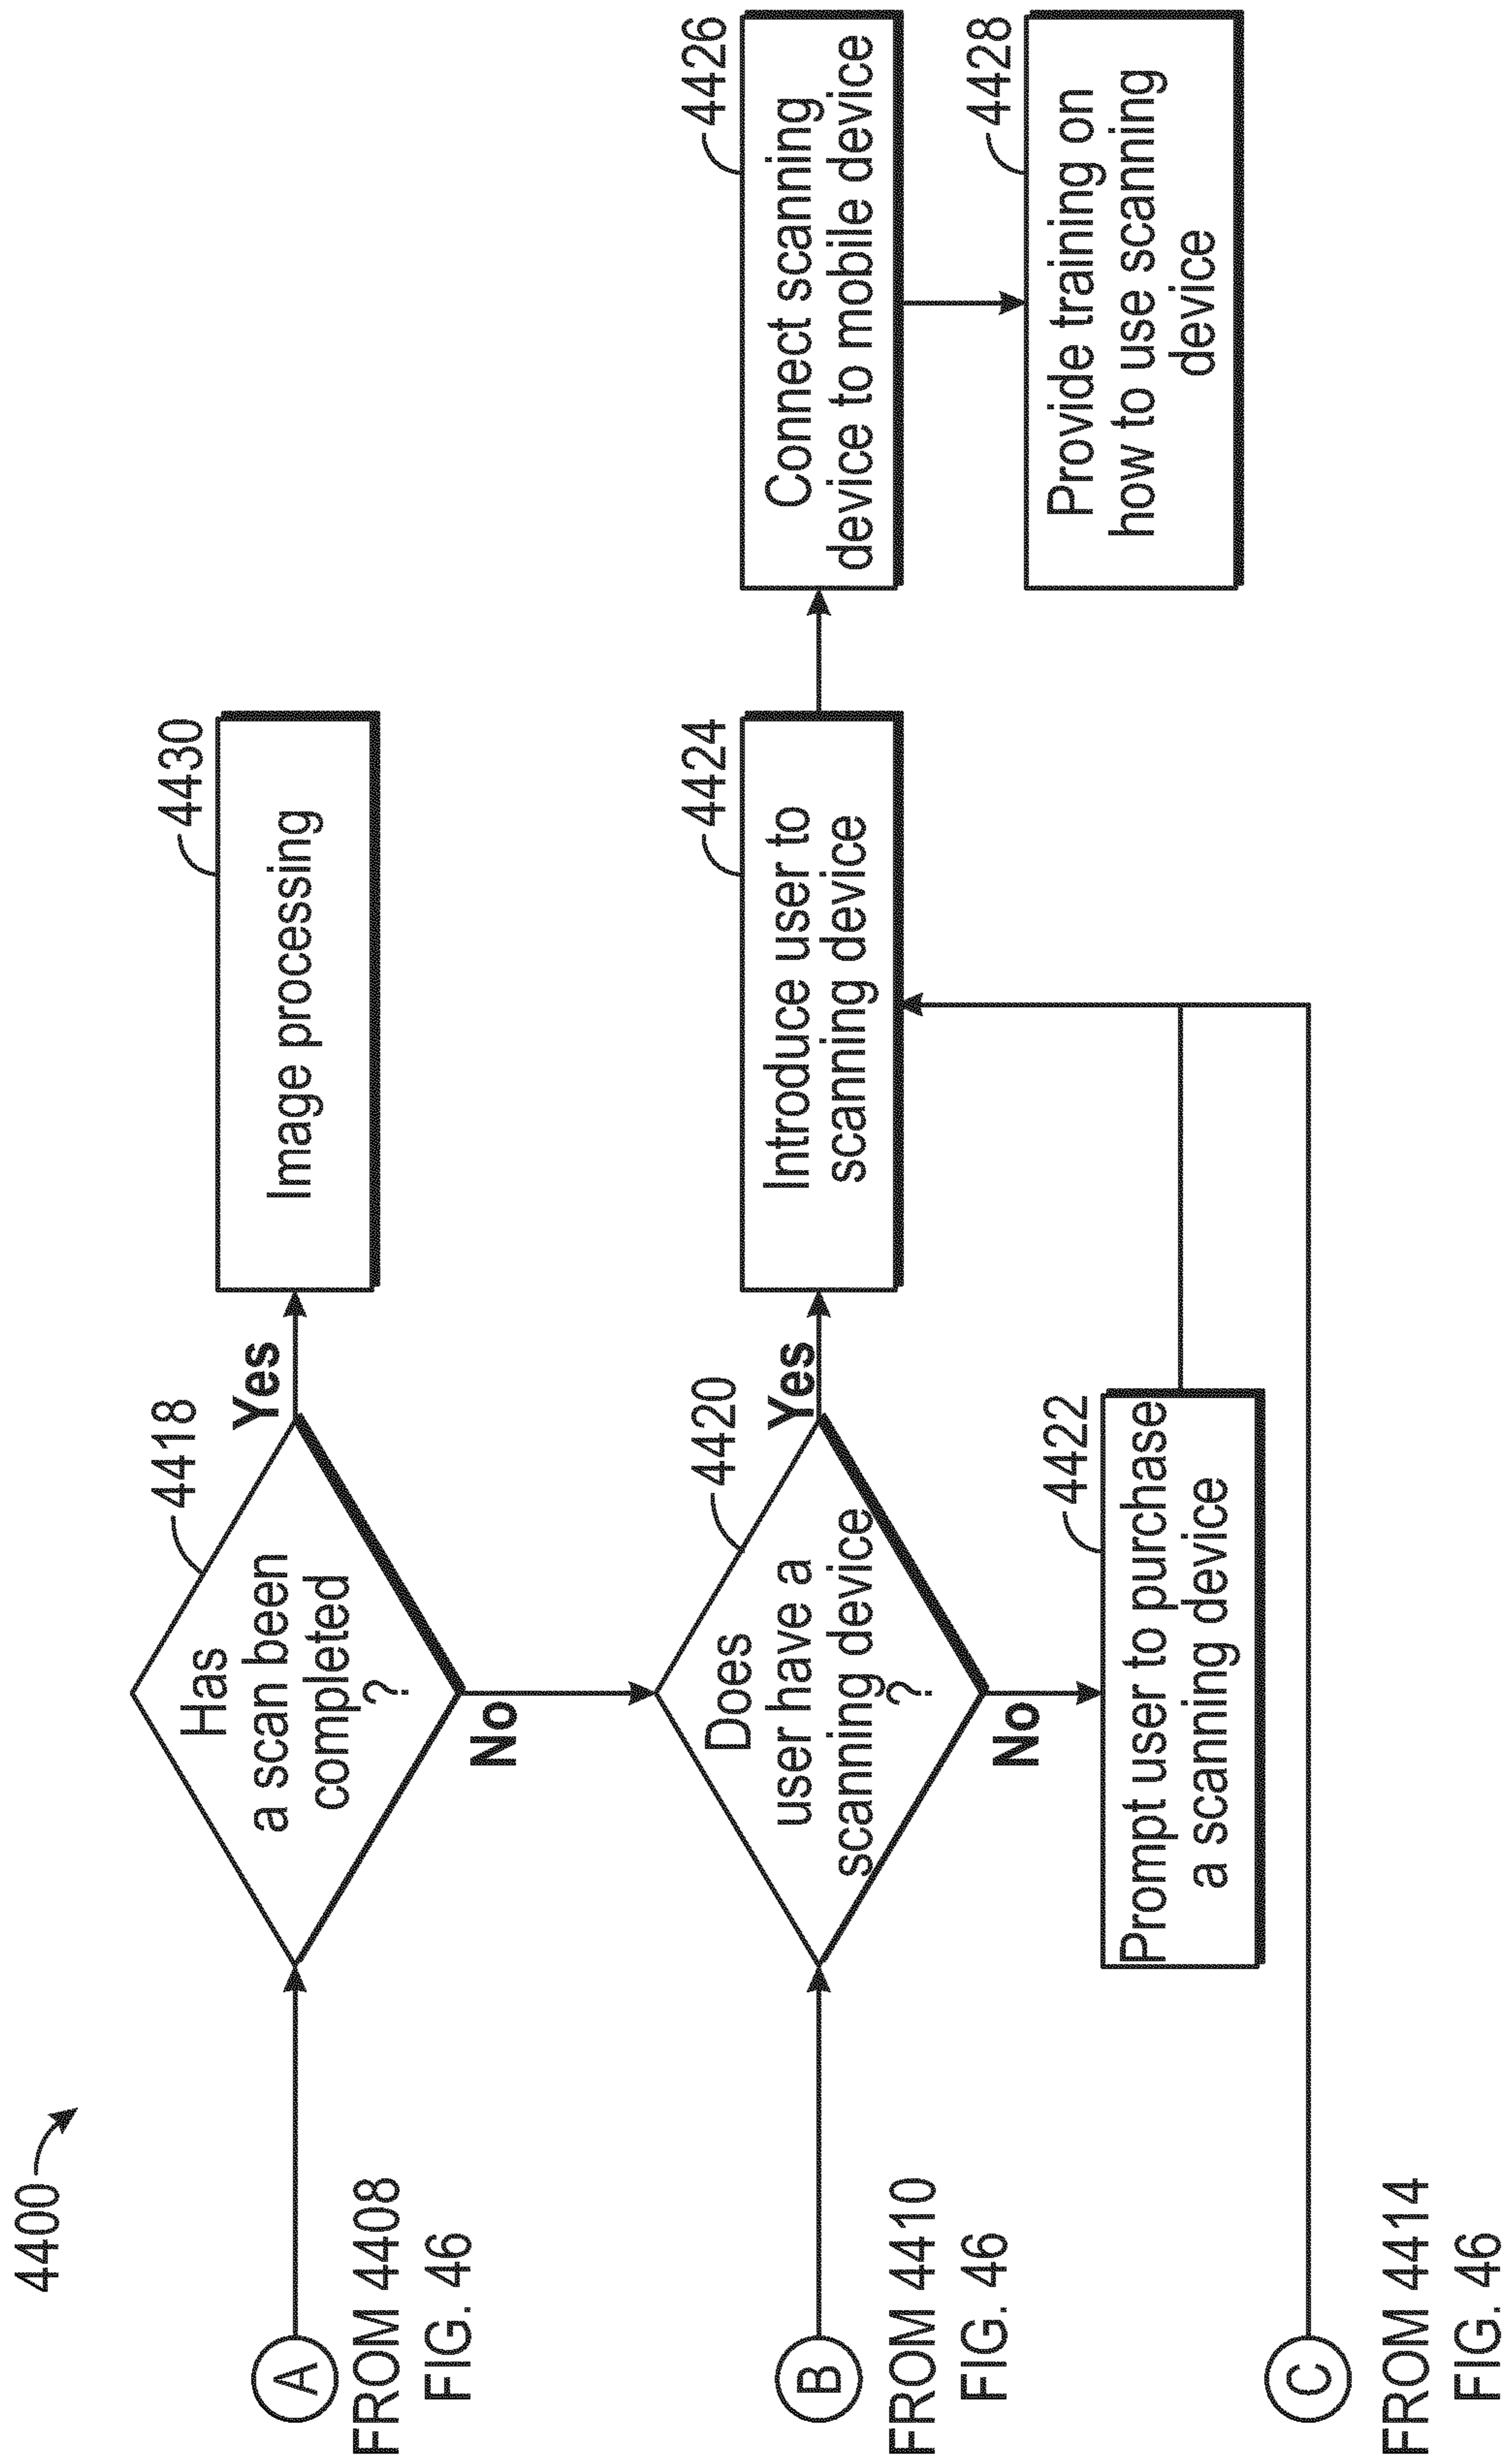 4400
A
FROM 4408
FIG. 46
4418
Has
a scan been
completed
?
Yes
No
4430
Image processing
B
FROM 4410
FIG. 46
4420
Does
user have a
scanning device
?
Yes
No
4424
Introduce user to
scanning device
4426
Connect scanning
device to mobile device
4422
Prompt user to purchase
a scanning device
4428
Provide training on
how to use scanning
device
C
FROM 4414
FIG. 46